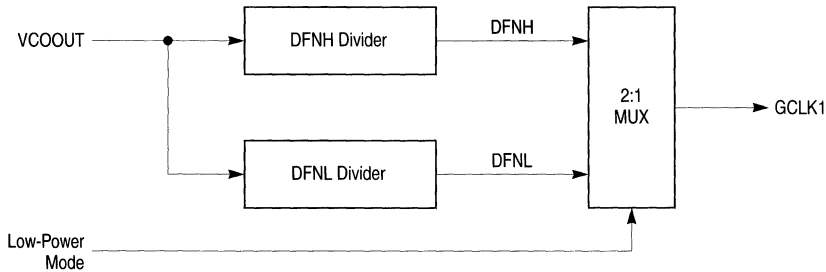 DFNH
VCOOUT
DFNH Divider
2:1
MUX
GCLK1
DFNL
DFNL Divider
Low-Power
Mode